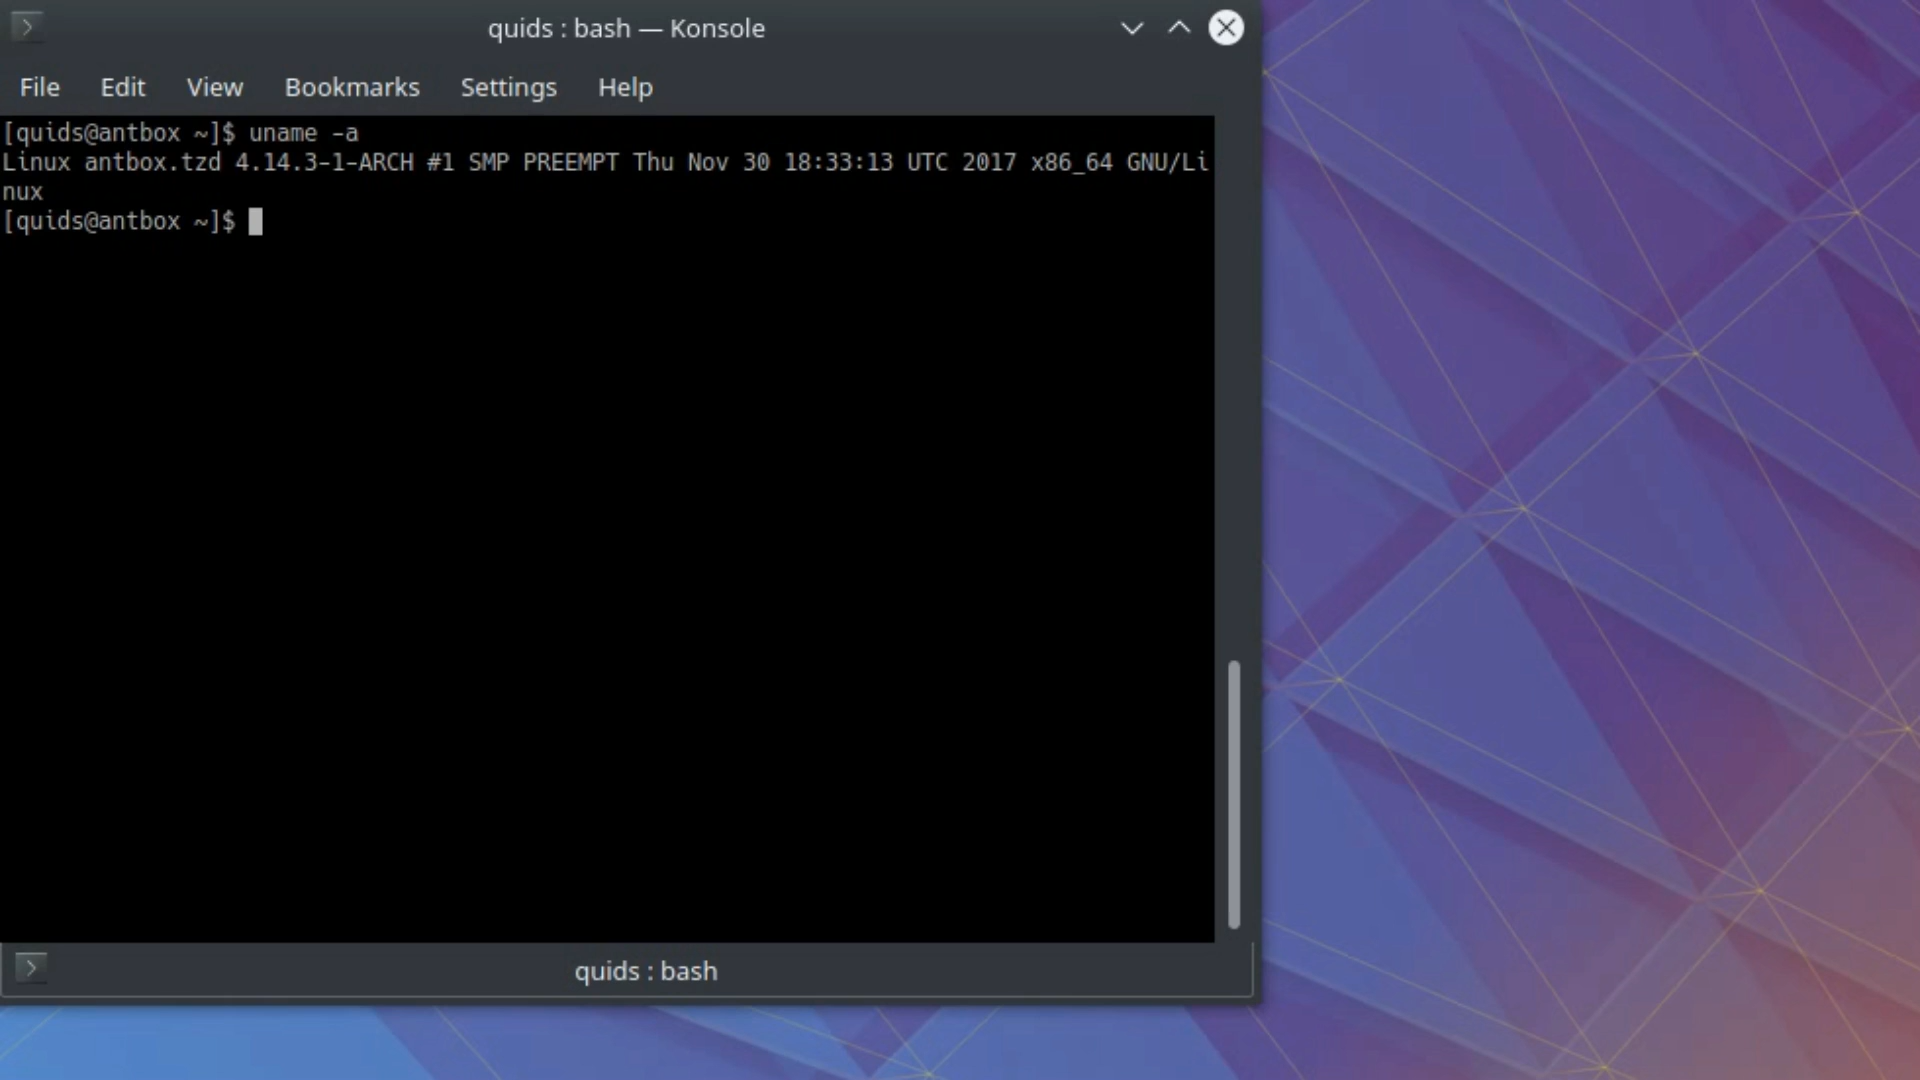 quids : bash — Konsole
File Edit View Bookmarks Settings Help
[quids@antbox ~]$ uname -a
Linux antbox.tzd 4.14.3-1-ARCH #1 SMP PREEMPT Thu Nov 30 18:33:13 UTC 2017 x86_64 GNU/Li
nux
[quids@antbox ~]$
quids : bash